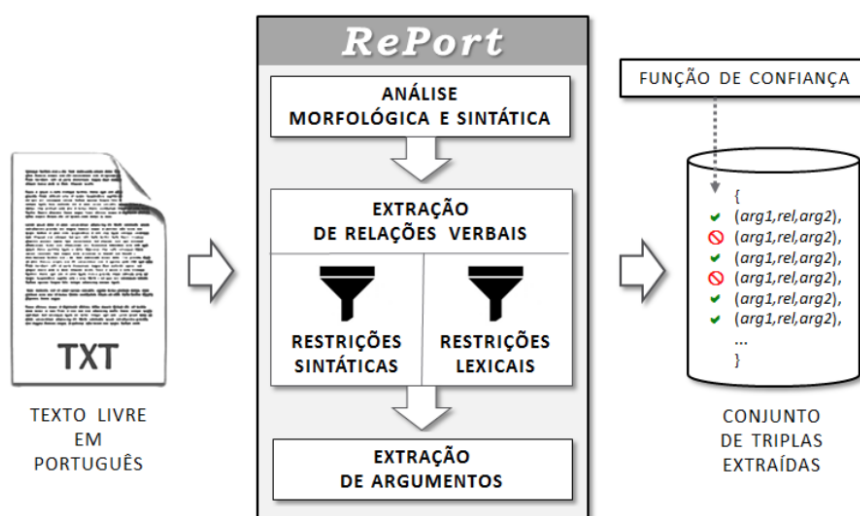 RePort
ANÁLISE
MORFOLÓGICA E SINTÁTICA
EXTRAÇÃO
DE RELAÇÕES VERBAIS
RESTRIÇÕES
SINTÁTICAS
RESTRIÇÕES
LEXICAIS
EXTRAÇÃO
DE ARGUMENTOS
TXT
TEXTO LIVRE
EM
PORTUGUÊS
FUNÇÃO DE CONFIANÇA
{
(arg1,rel,arg2),
(arg1,rel,arg2),
(arg1,rel,arg2),
(arg1,rel,arg2),
(arg1,rel,arg2),
(arg1,rel,arg2),
...
}
CONJUNTO
DE TRIPLAS
EXTRAÍDAS